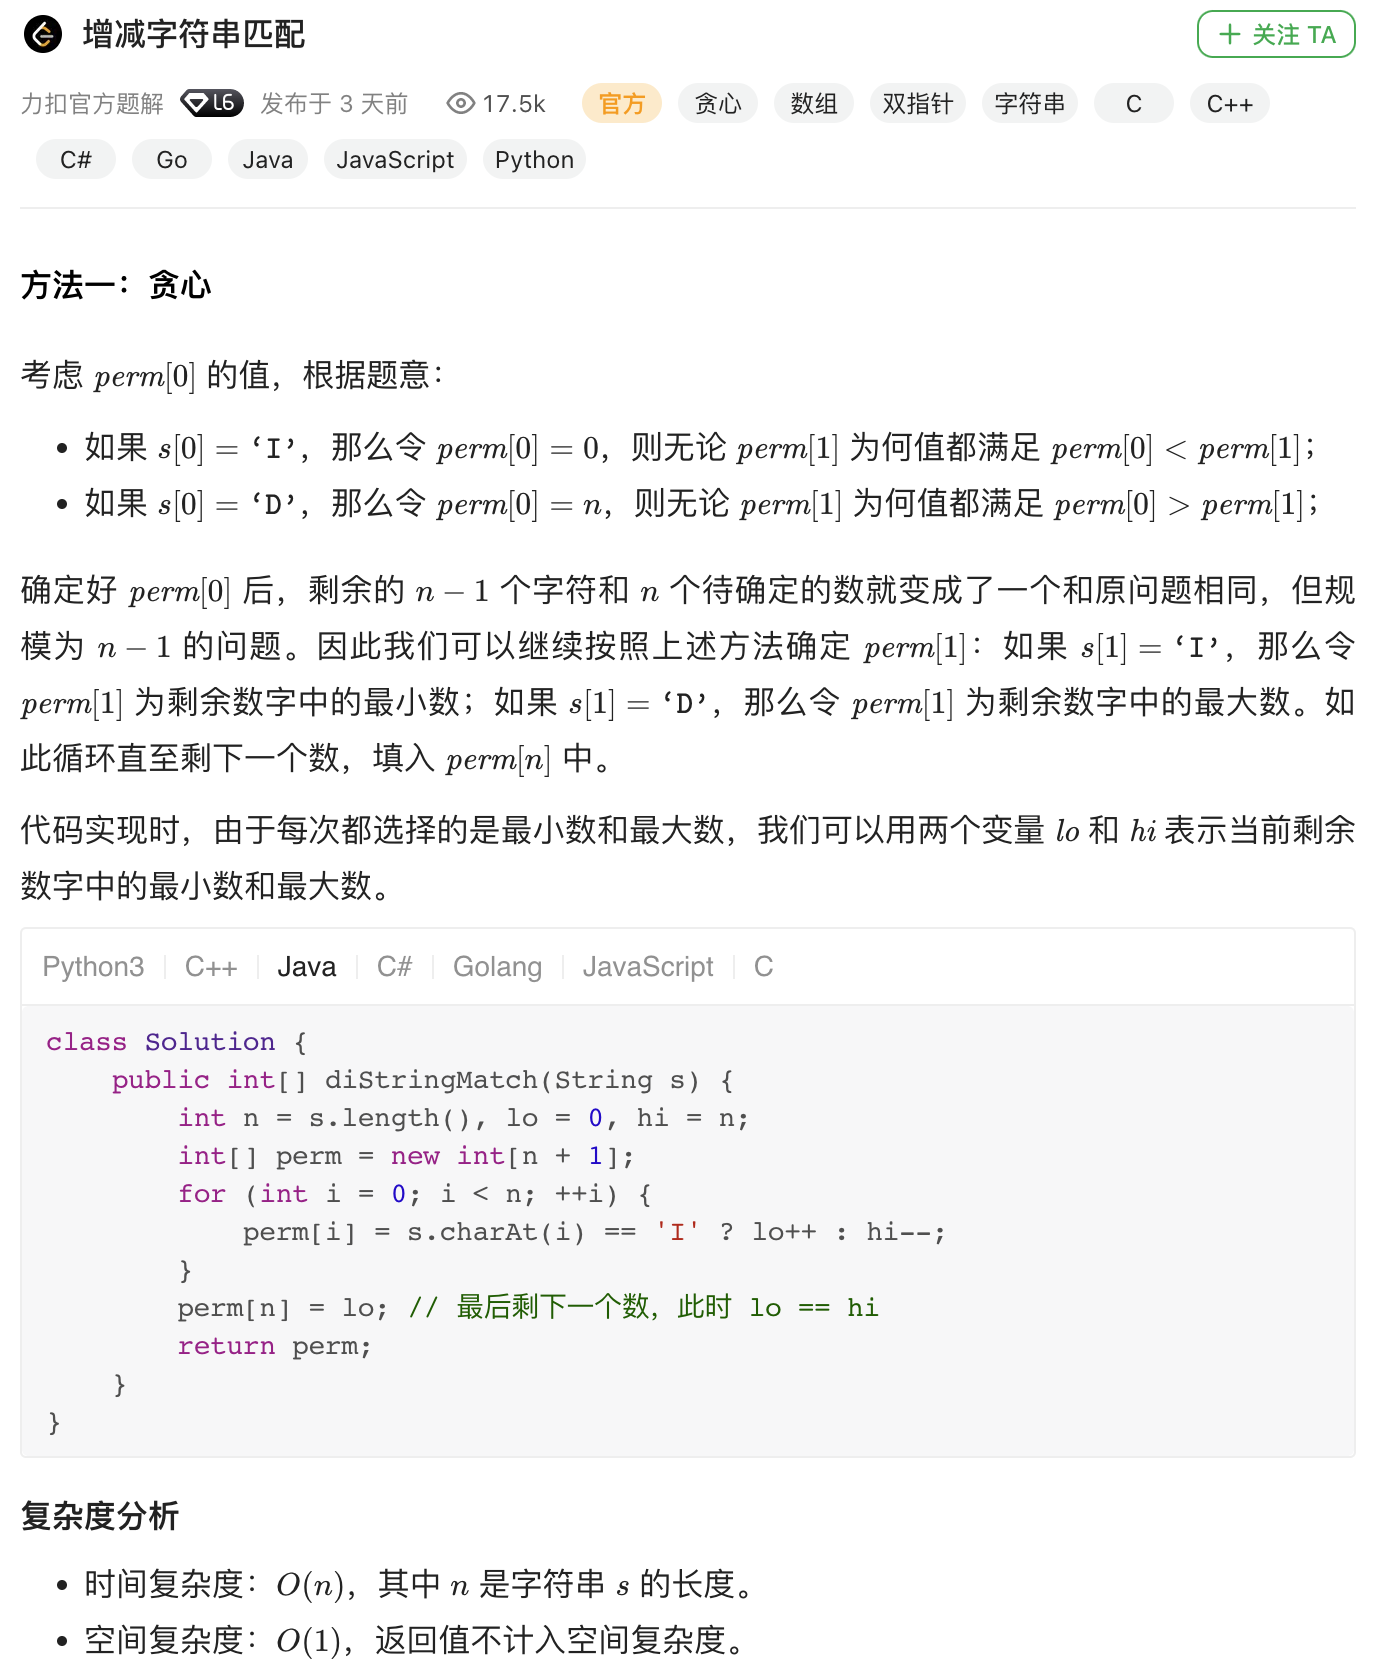 增减字符串匹配
+ 关注 TA
力扣官方题解 L6 发布于 3 天前 17.5k 官方 贪心 数组 双指针 字符串 C C++
C# Go Java JavaScript Python
方法一：贪心
考虑 perm[0] 的值，根据题意：
• 如果 s[0] = ‘I’，那么令 perm[0] = 0，则无论 perm[1] 为何值都满足 perm[0] < perm[1]；
• 如果 s[0] = ‘D’，那么令 perm[0] = n，则无论 perm[1] 为何值都满足 perm[0] > perm[1]；
确定好 perm[0] 后，剩余的 n − 1 个字符和 n 个待确定的数就变成了一个和原问题相同，但规
模为 n − 1 的问题。因此我们可以继续按照上述方法确定 perm[1]：如果 s[1] = ‘I’，那么令
perm[1] 为剩余数字中的最小数；如果 s[1] = ‘D’，那么令 perm[1] 为剩余数字中的最大数。如
此循环直至剩下一个数，填入 perm[n] 中。
代码实现时，由于每次都选择的是最小数和最大数，我们可以用两个变量 lo 和 hi 表示当前剩余
数字中的最小数和最大数。
Python3 C++ Java C# Golang JavaScript C
class Solution {
    public int[] diStringMatch(String s) {
        int n = s.length(), lo = 0, hi = n;
        int[] perm = new int[n + 1];
        for (int i = 0; i < n; ++i) {
            perm[i] = s.charAt(i) == 'I' ? lo++ : hi--;
        }
        perm[n] = lo; // 最后剩下一个数，此时 lo == hi
        return perm;
    }
}
复杂度分析
• 时间复杂度：O(n)，其中 n 是字符串 s 的长度。
• 空间复杂度：O(1)，返回值不计入空间复杂度。